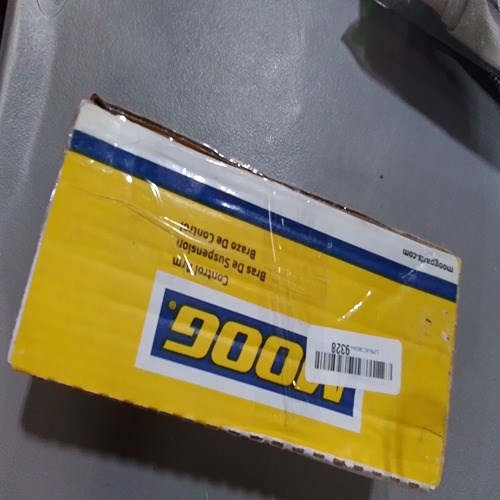 MOOG®
9328
Control Arm
Bras De Suspension
Brazo De Control
moogparts.com